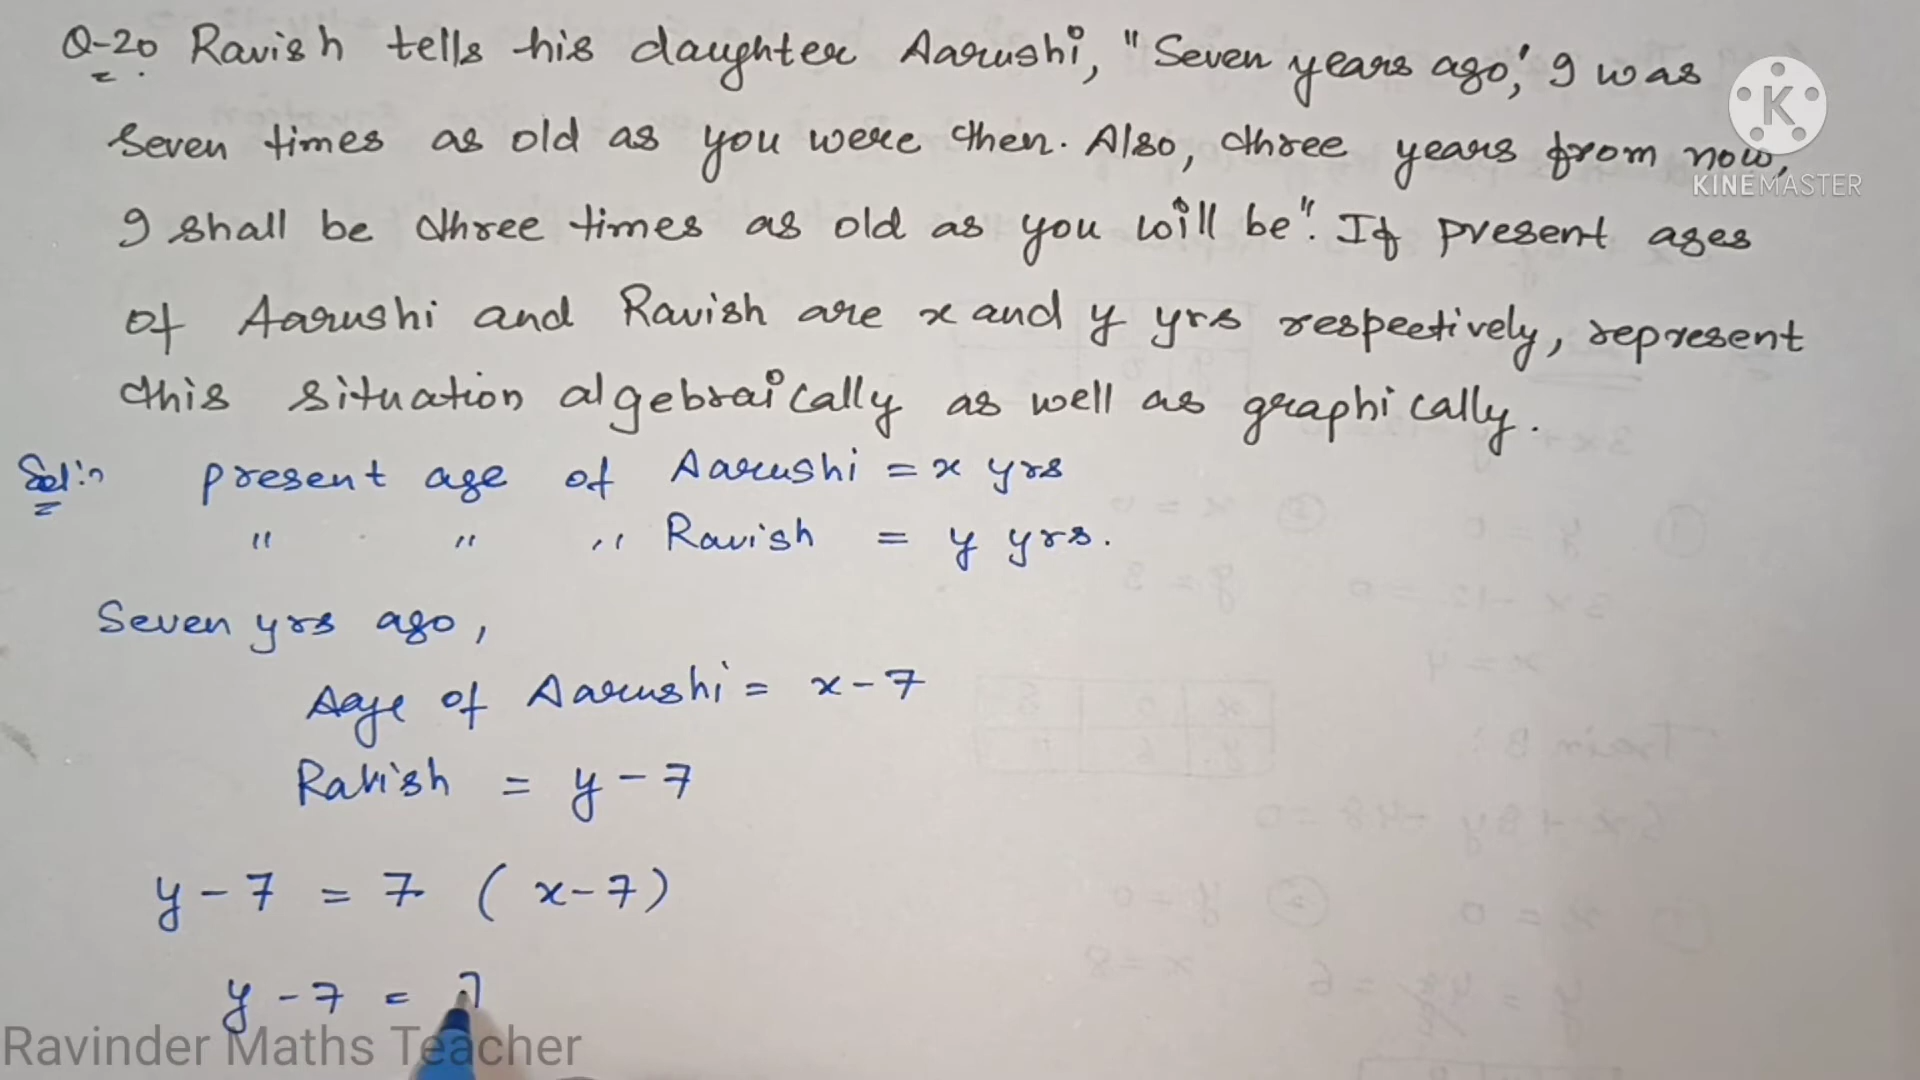 Q-20 Ravish tells his daughter Aarushi, "Seven years ago,' I was
Seven times as old as you were then. Also, three years from now,
I shall be three times as old as you will be". If present ages
of Aarushi and Ravish are x and y yrs respectively, represent
this situation algebraically as well as graphically.
Sol:n present age of Aarushi = x yrs
" " " Ravish = y yrs.
Seven yrs ago,
Aage of Aarushi = x - 7
Ravish = y - 7
y - 7 = 7 ( x - 7 )
y - 7 = 7
K
KINEMASTER
Ravinder Maths Teacher